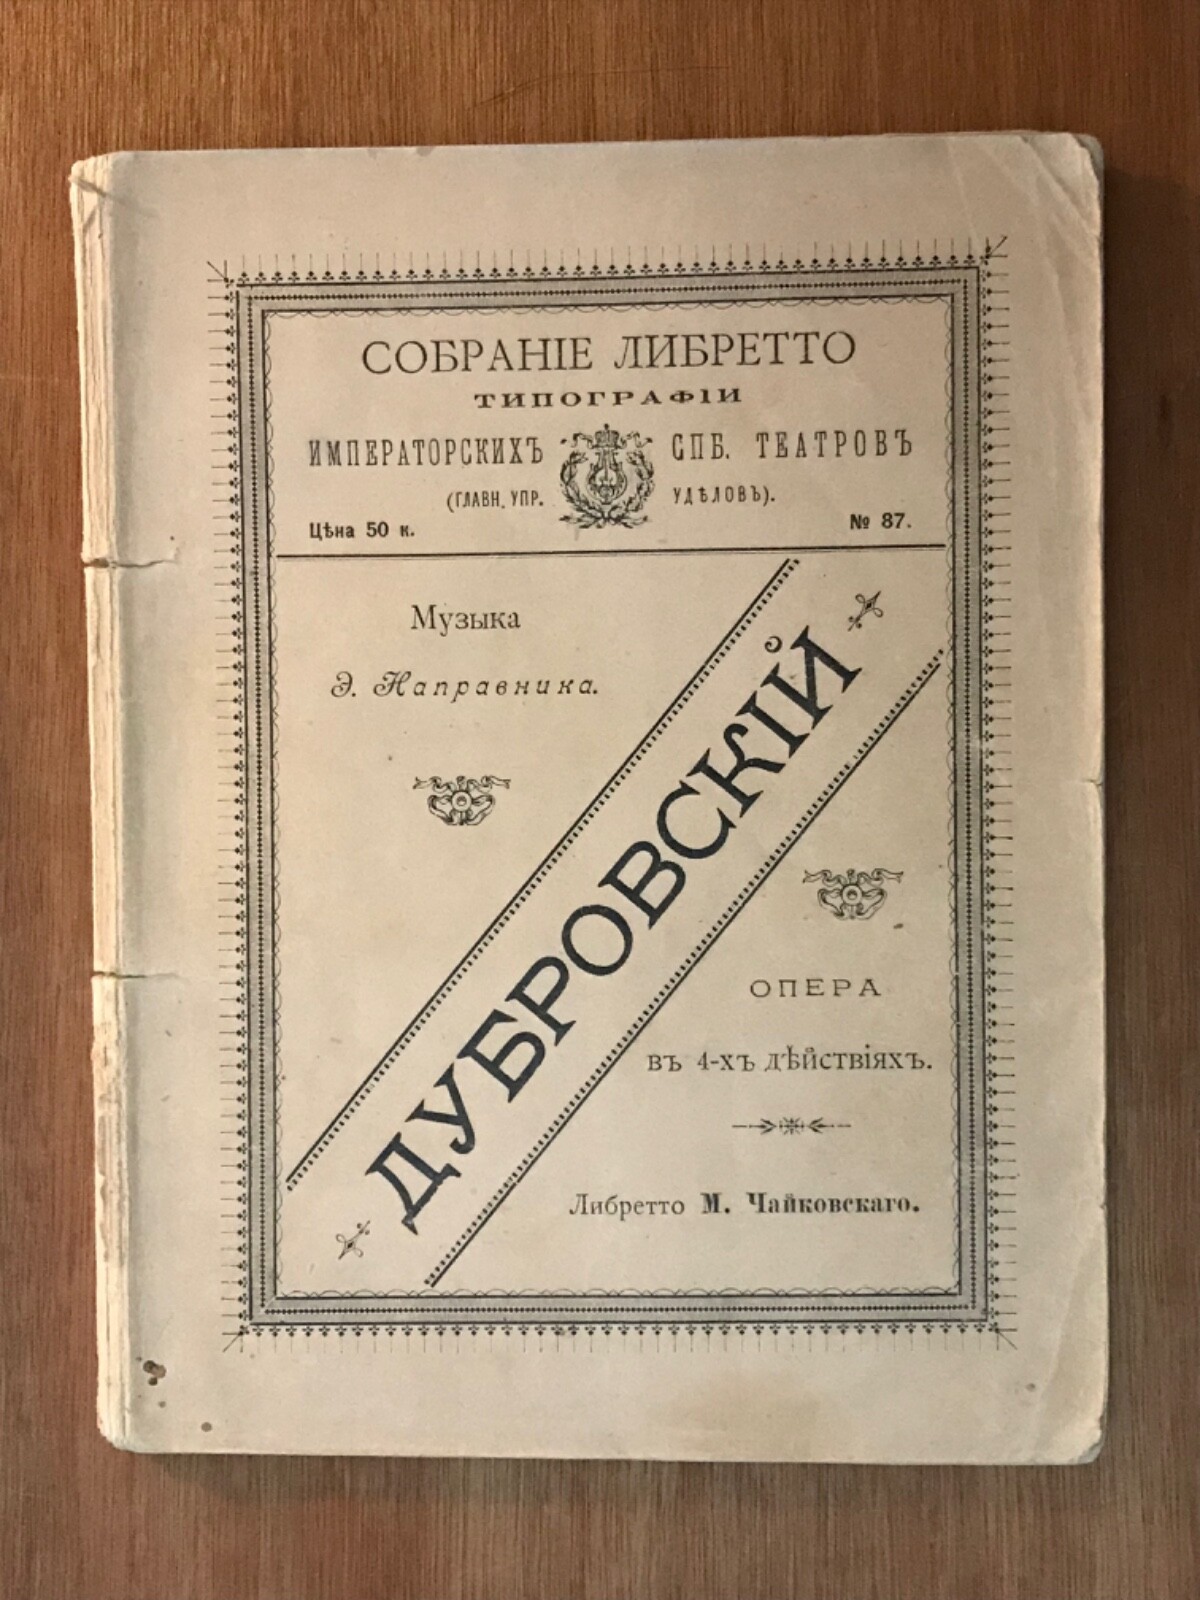 СОБРАНІЕ ЛИБРЕТТО
ТИПОГРАФІИ
ИМПЕРАТОРСКИХЪ СПБ. ТЕАТРОВЪ
(ГЛАВН. УПР. УДѢЛОВЪ).
Цѣна 50 к. № 87.
Музыка
Э. Направника.
ДУБРОВСКІЙ
ОПЕРА
въ 4-хъ дѣйствіяхъ.
Либретто М. Чайковскаго.